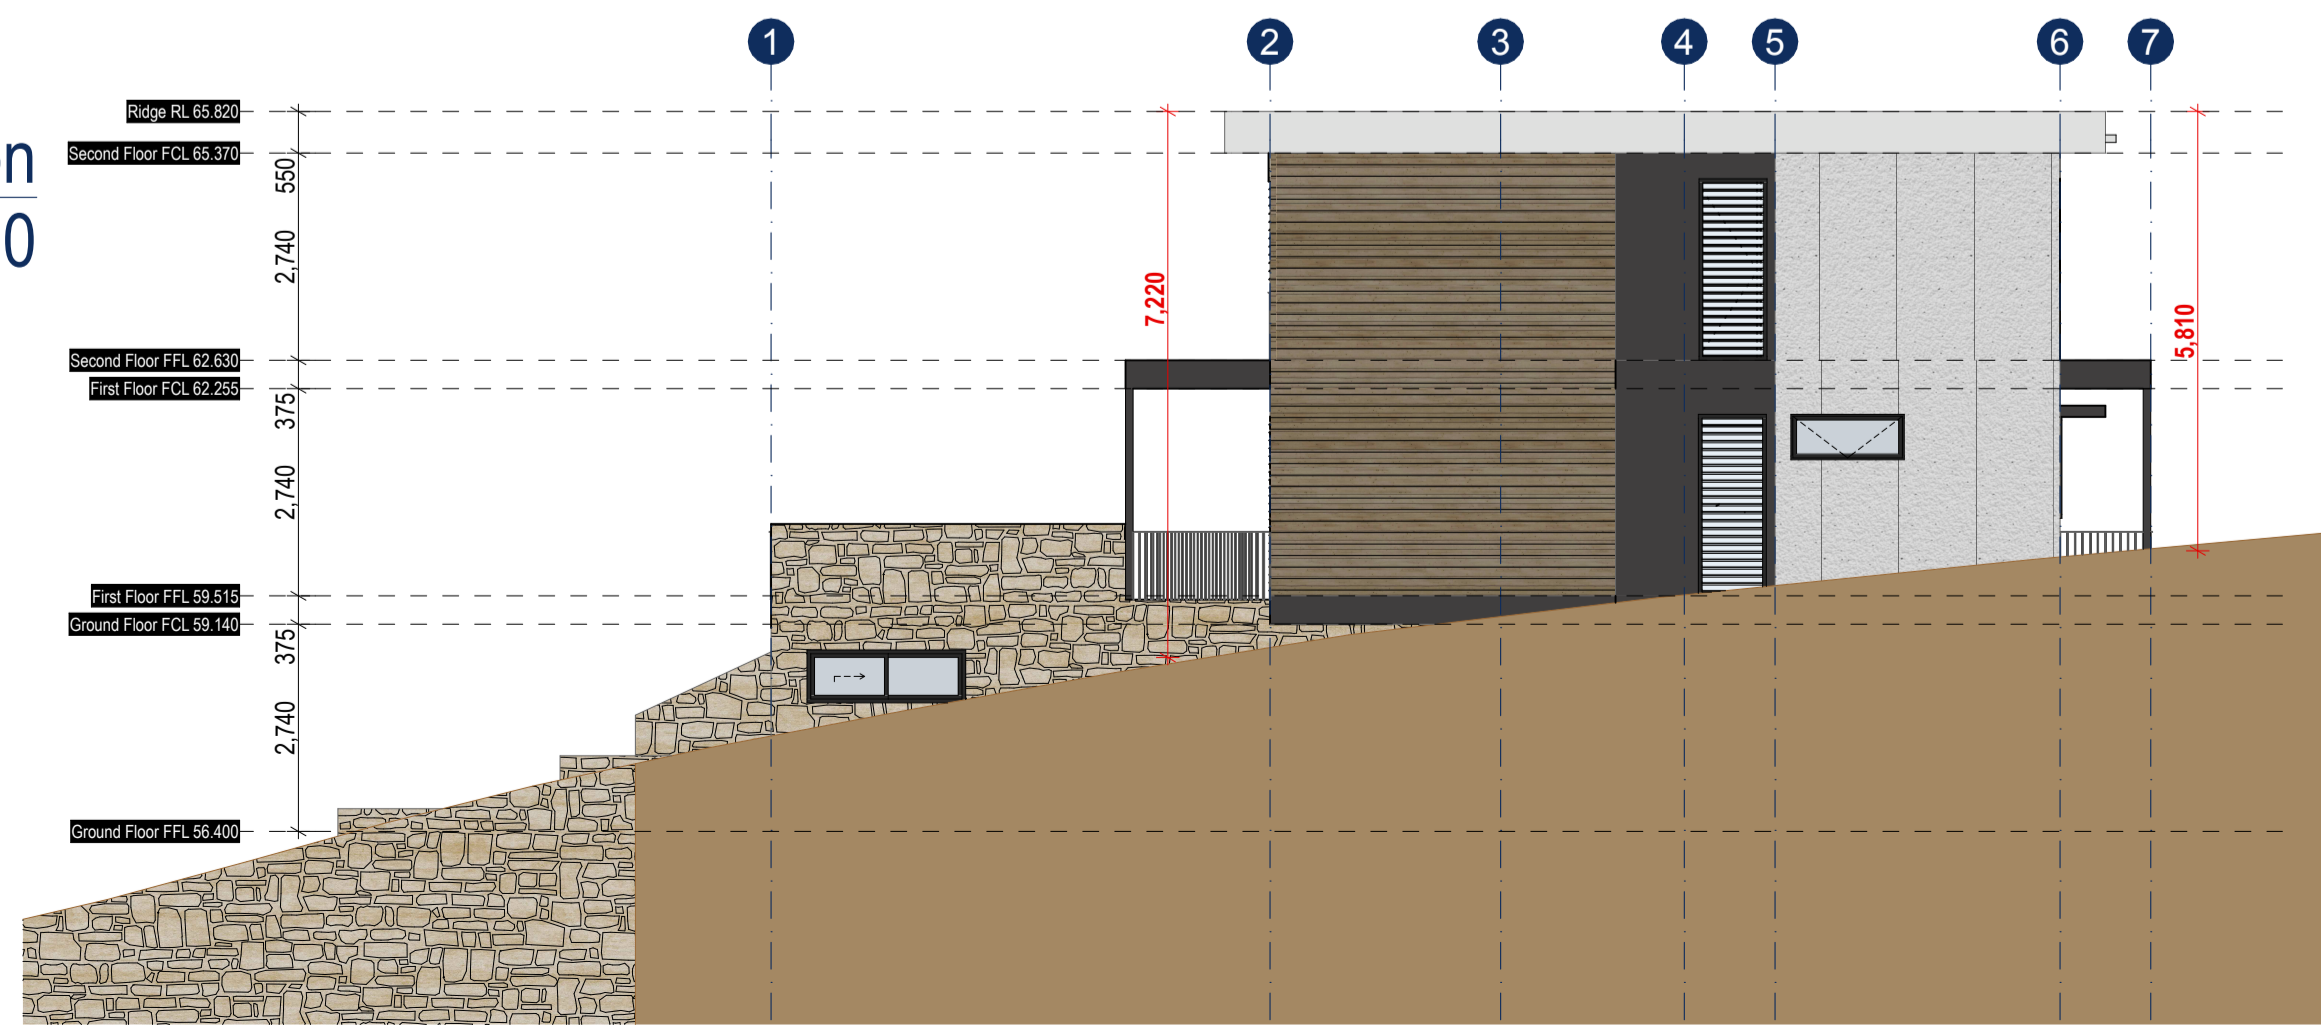 1 2 3 4 5 6 7
Ridge RL 65.820
Second Floor FCL 65.370
n
0
550
2,740
7,220
5,810
Second Floor FFL 62.630
First Floor FCL 62.255
375
2,740
First Floor FFL 59.515
Ground Floor FCL 59.140
375
2,740
Ground Floor FFL 56.400